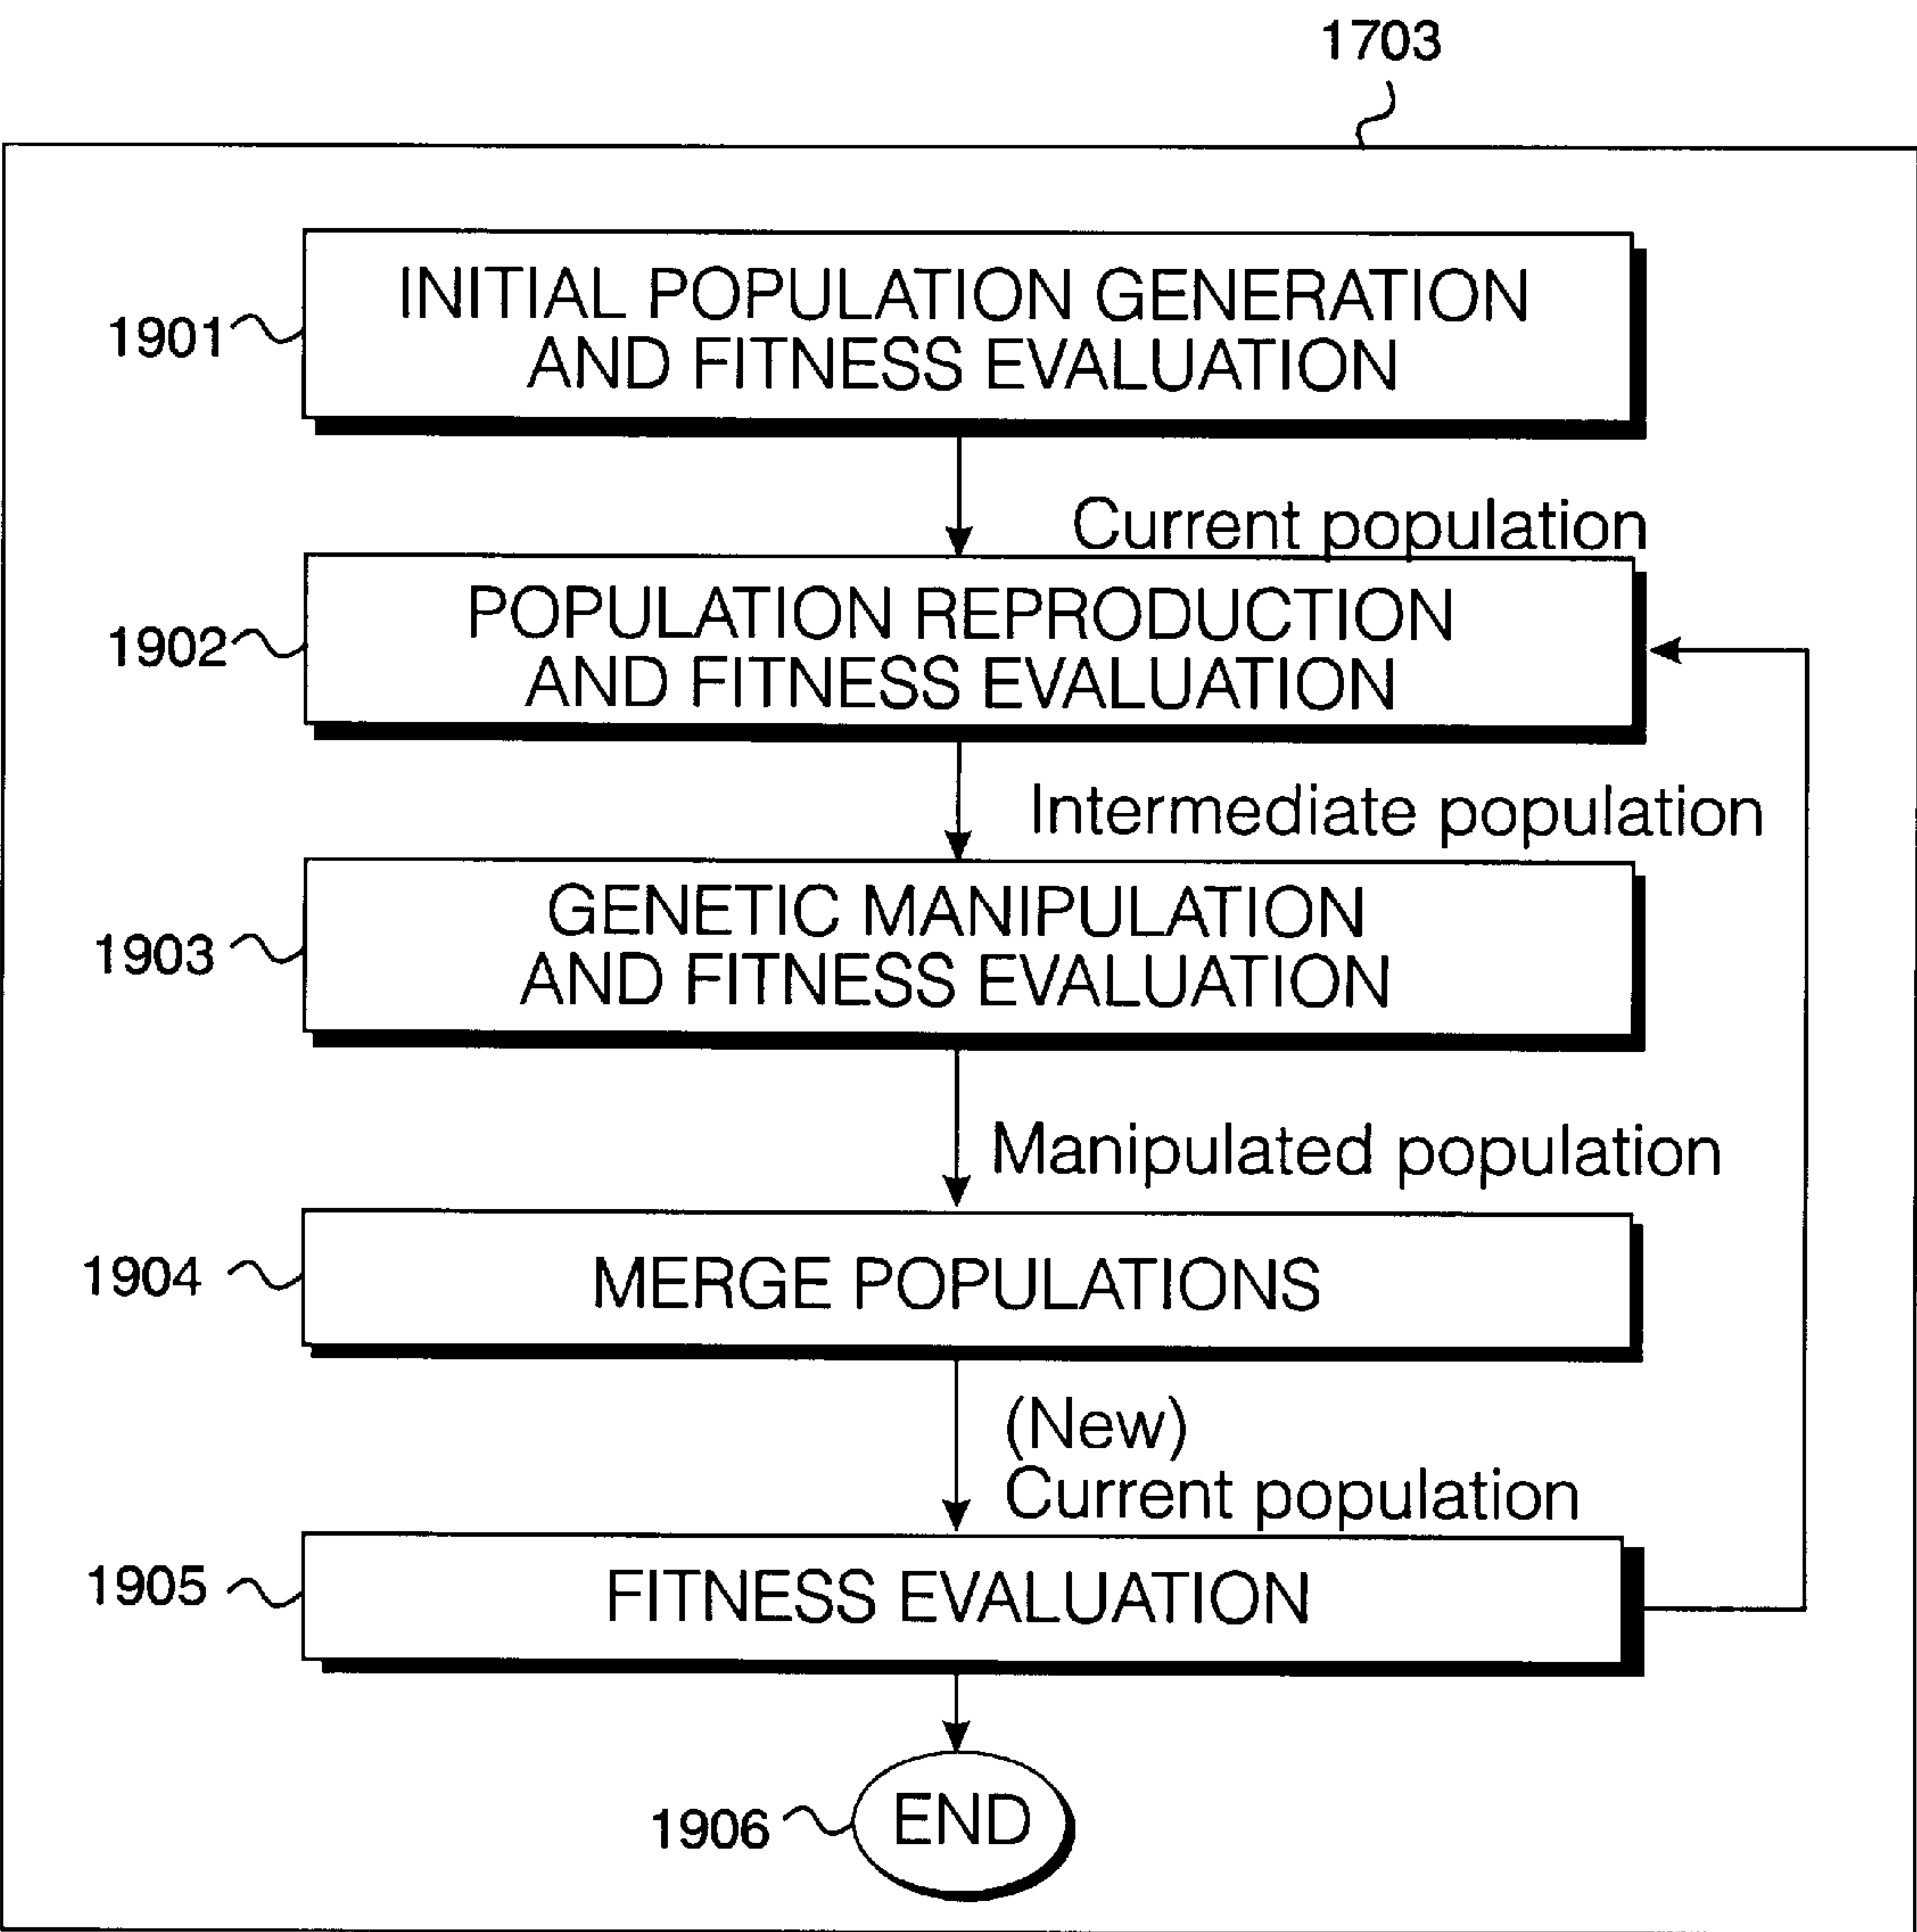 1703
INITIAL POPULATION GENERATION
AND FITNESS EVALUATION
1901
Current population
POPULATION REPRODUCTION
AND FITNESS EVALUATION
1902
Intermediate population
GENETIC MANIPULATION
AND FITNESS EVALUATION
1903
Manipulated population
MERGE POPULATIONS
1904
(New)
Current population
FITNESS EVALUATION
1905
END
1906